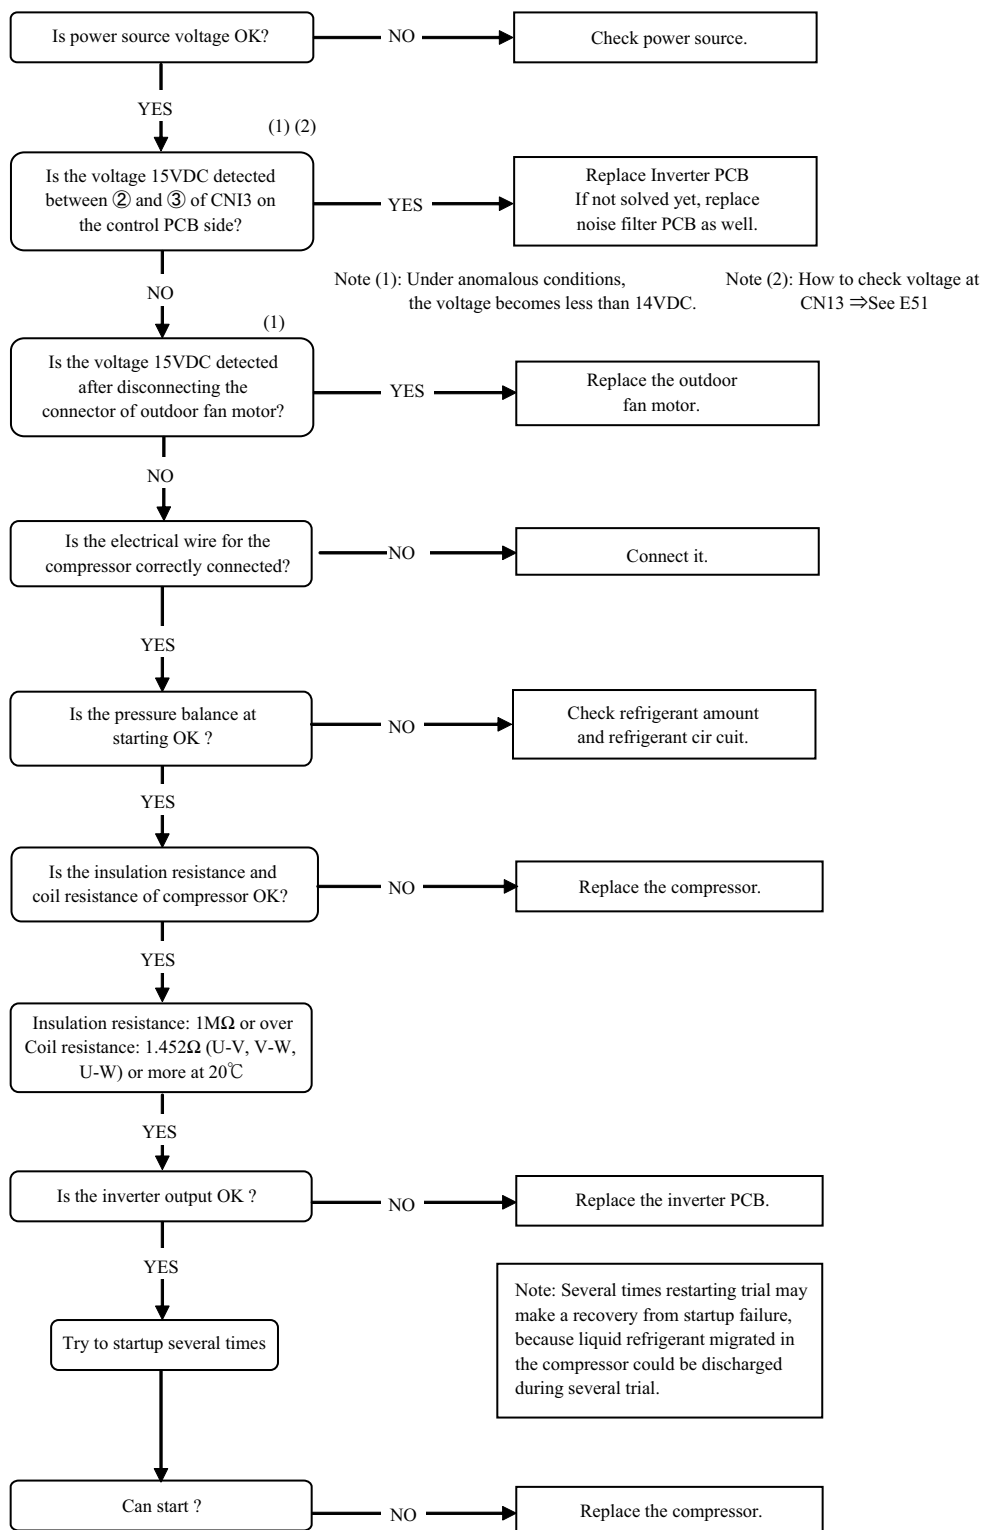 Is power source voltage OK?
NO
Check power source.
YES
(1) (2)
Is the voltage 15VDC detected
between ② and ③ of CNI3 on
the control PCB side?
YES
Replace Inverter PCB
If not solved yet, replace
noise filter PCB as well.
NO
Note (1): Under anomalous conditions,
the voltage becomes less than 14VDC.
Note (2): How to check voltage at
CN13 ⇒See E51
(1)
Is the voltage 15VDC detected
after disconnecting the
connector of outdoor fan motor?
YES
Replace the outdoor
fan motor.
NO
Is the electrical wire for the
compressor correctly connected?
NO
Connect it.
YES
Is the pressure balance at
starting OK ?
NO
Check refrigerant amount
and refrigerant cir cuit.
YES
Is the insulation resistance and
coil resistance of compressor OK?
NO
Replace the compressor.
YES
Insulation resistance: 1MΩ or over
Coil resistance: 1.452Ω (U-V, V-W,
U-W) or more at 20℃
YES
Is the inverter output OK ?
NO
Replace the inverter PCB.
YES
Note: Several times restarting trial may
make a recovery from startup failure,
because liquid refrigerant migrated in
the compressor could be discharged
during several trial.
Try to startup several times
Can start ?
NO
Replace the compressor.